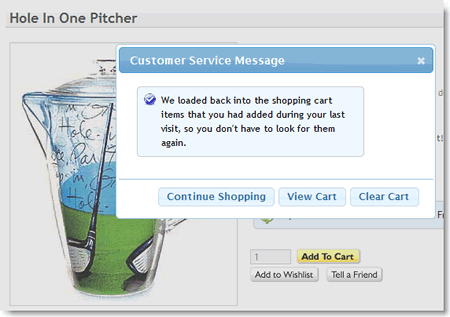 Hole In One Pitcher
Customer Service Message
We loaded back into the shopping cart
items that you had added during your last
visit, so you don't have to look for them
again.
Continue Shopping View Cart Clear Cart
1 Add To Cart
Add to Wishlist Tell a Friend
Hole
Par